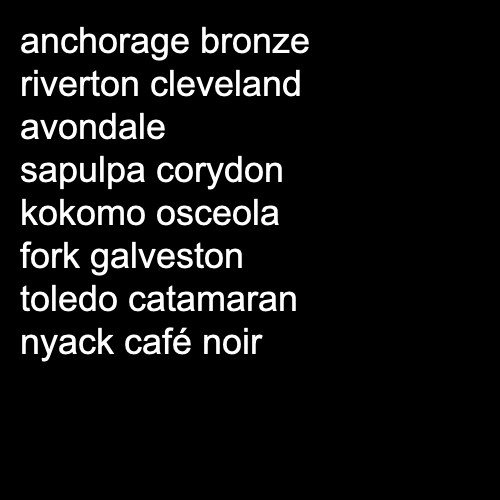 anchorage bronze
riverton cleveland
avondale
sapulpa corydon
kokomo osceola
fork galveston
toledo catamaran
nyack café noir